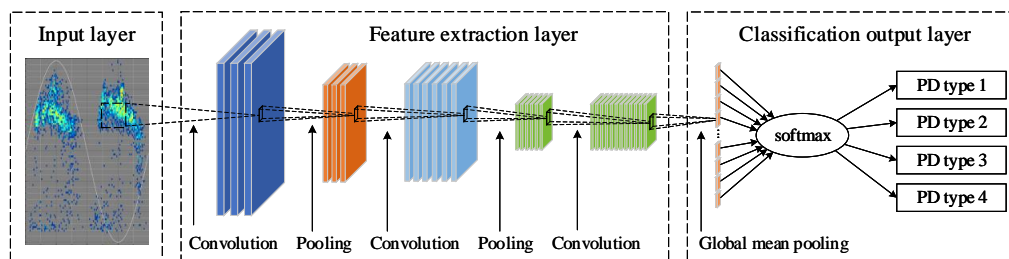 Input layer
Feature extraction layer
Classification output layer
PD type 1
PD type 2
PD type 3
PD type 4
softmax
Convolution
Pooling
Convolution
Pooling
Convolution
Global mean pooling